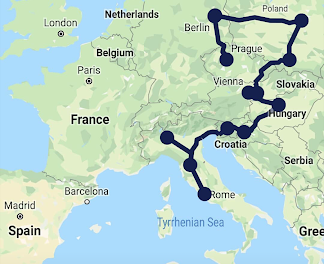 Netherlands
Poland
London
Berlin
Belgium
Prague
Paris
Vienna
Slovakia
France
Hungary
Croatia
Serbia
Barcelona
Rome
Madrid
Spain
Tyrrhenian Sea
Gree